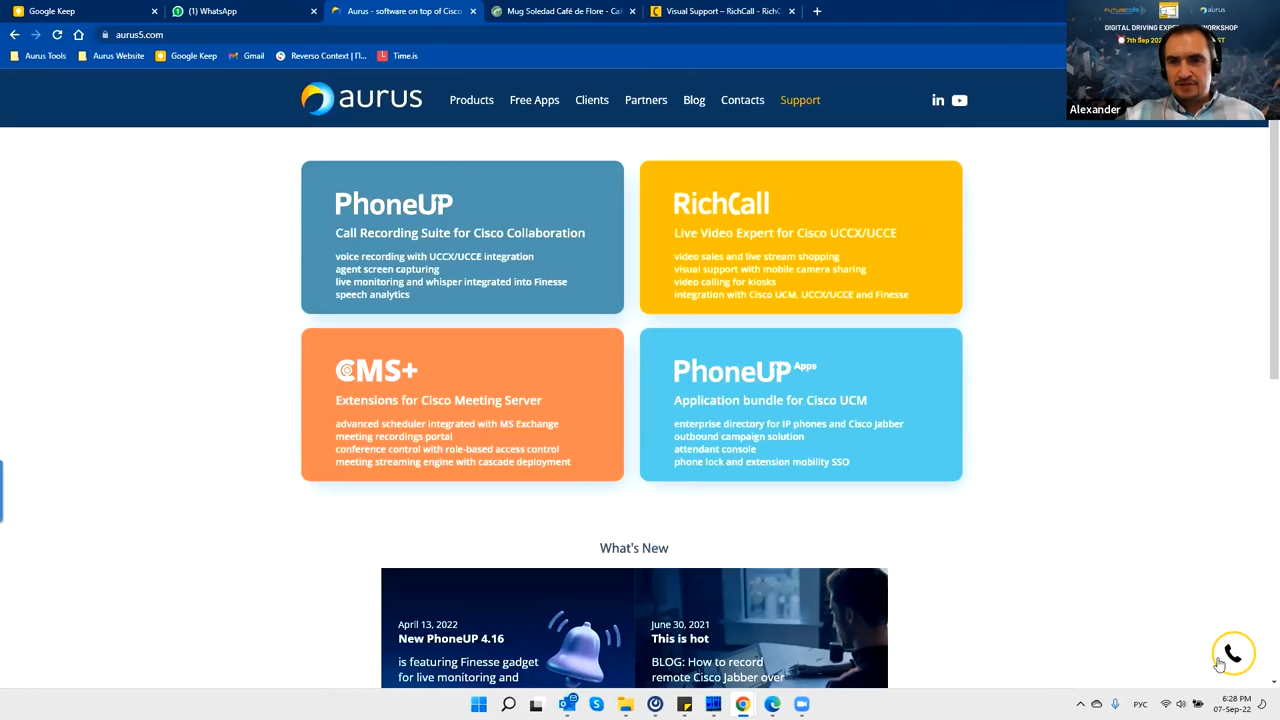 Google Keep
(1) WhatsApp
Aurus - software on top of Cisco
Mug Soledad Café de Flore - Caf
Visual Support – RichCall - RichC
aurus5.com
Aurus Tools
Aurus Website
Google Keep
Gmail
Reverso Context | П...
Time.is
DIGITAL DRIVING
7th Sep
Alexander
aurus
Products
Free Apps
Clients
Partners
Blog
Contacts
Support
PhoneUP
Call Recording Suite for Cisco Collaboration
voice recording with UCCX/UCCE integration
agent screen capturing
live monitoring and whisper integrated into Finesse
speech analytics
RichCall
Live Video Expert for Cisco UCCX/UCCE
video sales and live stream shopping
visual support with mobile camera sharing
video calling for kiosks
integration with Cisco UCM, UCCX/UCCE and Finesse
CMS+
Extensions for Cisco Meeting Server
advanced scheduler integrated with MS Exchange
meeting recordings portal
conference control with role-based access control
meeting streaming engine with cascade deployment
PhoneUP Apps
Application bundle for Cisco UCM
enterprise directory for IP phones and Cisco Jabber
outbound campaign solution
attendant console
phone lock and extension mobility SSO
What's New
April 13, 2022
New PhoneUP 4.16
is featuring Finesse gadget
for live monitoring and
June 30, 2021
This is hot
BLOG: How to record
remote Cisco Jabber over
РУС
6:28 PM
07-Sep-22